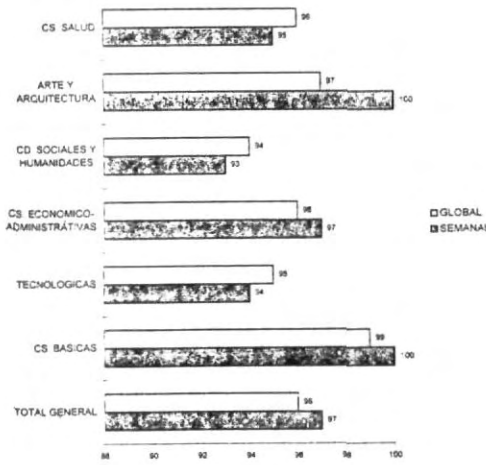 CS. SALUD
96
95
ARTE Y
ARQUITECTURA
97
100
CD. SOCIALES Y
HUMANIDADES
94
93
CS. ECONOMICO-
ADMINISTRÁTIVAS
96
97
□ GLOBAL
SEMANAL
TECNOLOGICAS
95
94
CS. BASICAS
99
100
TOTAL GENERAL
96
97
88 90 92 94 96 98 100